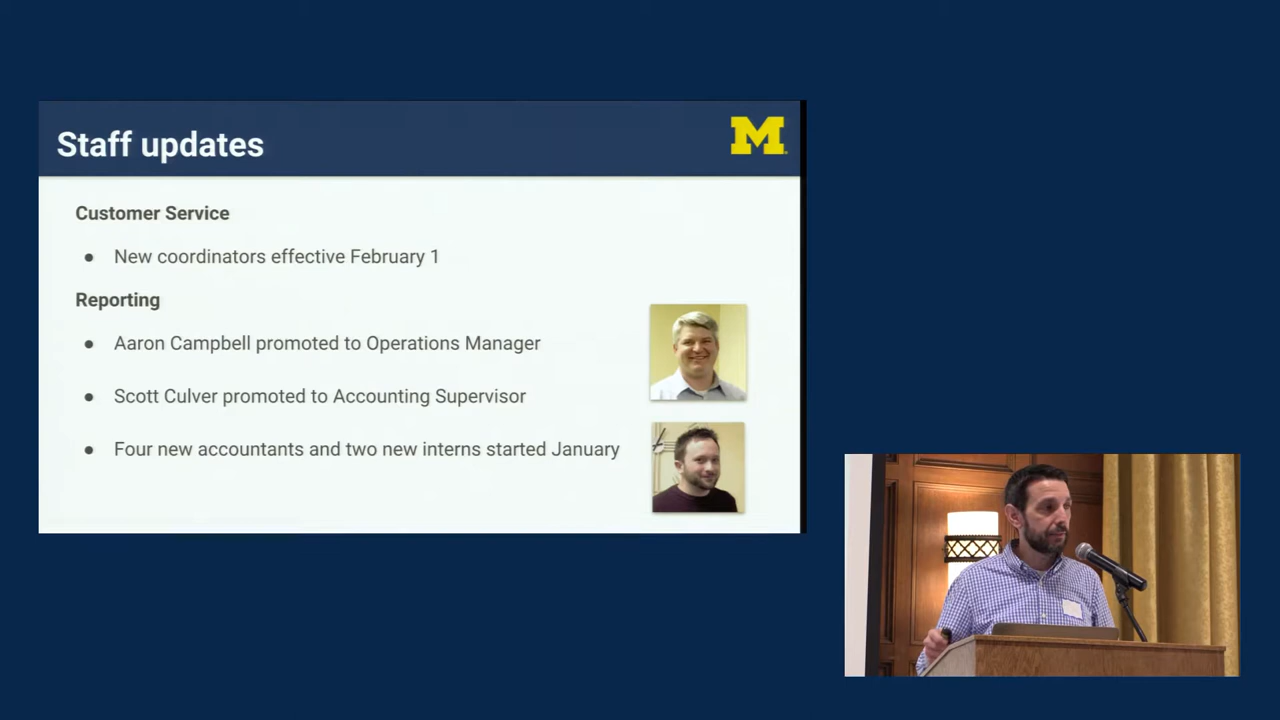 Staff updates
M
Customer Service
● New coordinators effective February 1
Reporting
● Aaron Campbell promoted to Operations Manager
● Scott Culver promoted to Accounting Supervisor
● Four new accountants and two new interns started January